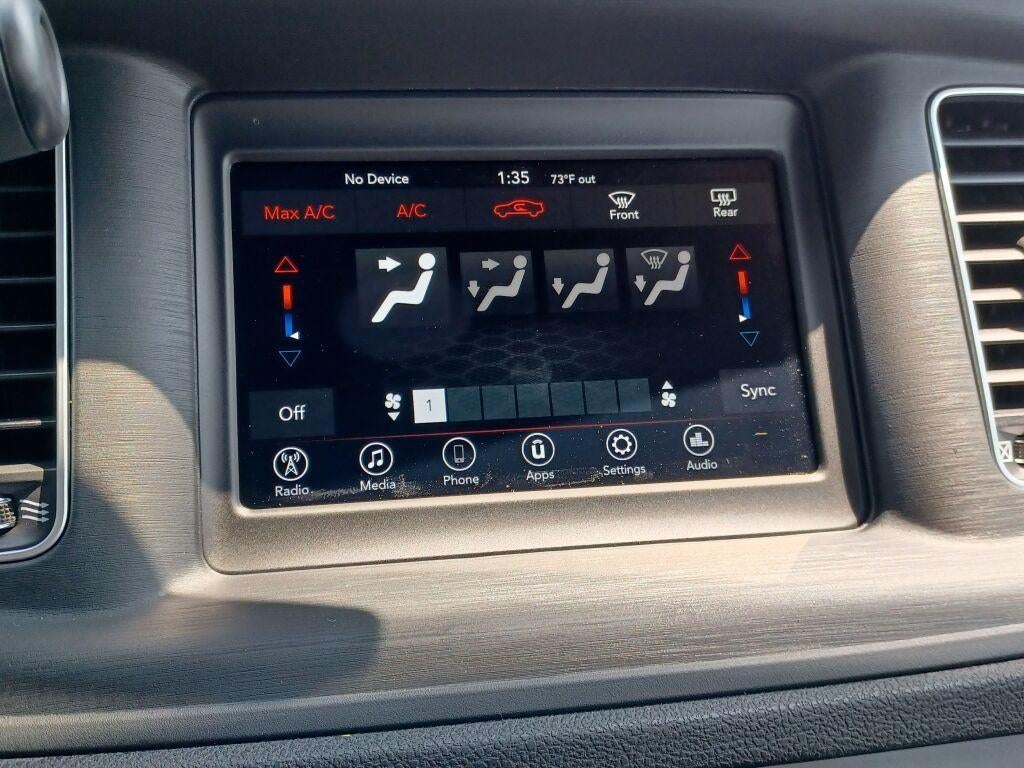 No Device 1:35 73°F out
Max A/C A/C Front Rear
Off 1 Sync
Radio Media Phone Apps Settings Audio